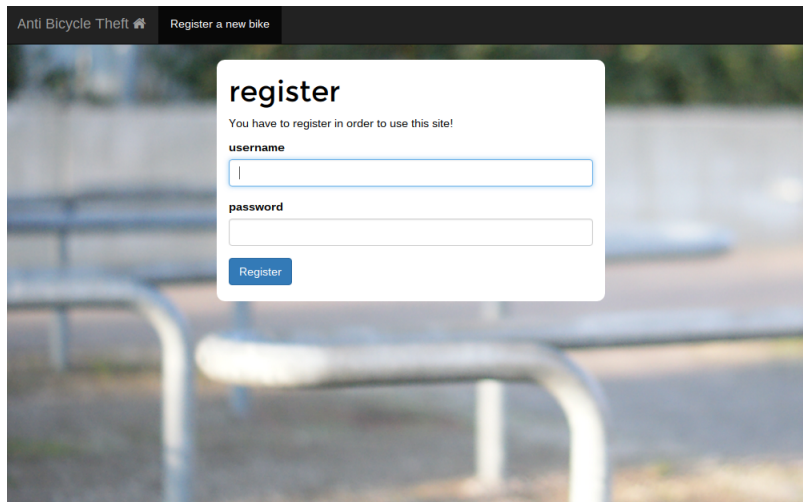 Anti Bicycle Theft
Register a new bike
register
You have to register in order to use this site!
username
password
Register